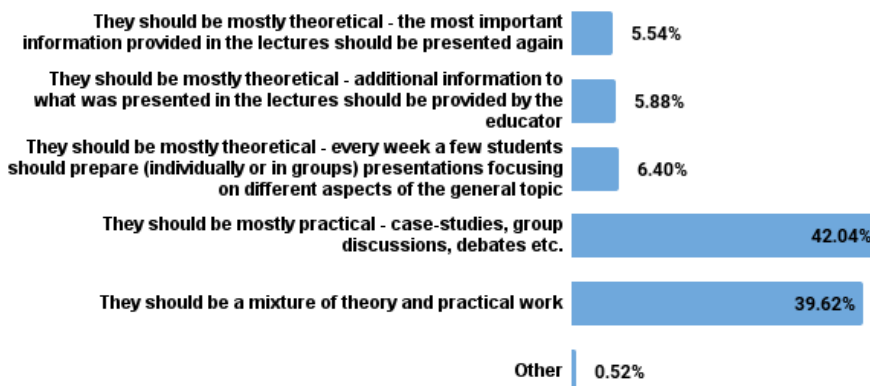 They should be mostly theoretical - the most important
information provided in the lectures should be presented again
5.54%
They should be mostly theoretical - additional information to
what was presented in the lectures should be provided by the
educator
5.88%
They should be mostly theoretical - every week a few students
should prepare (individually or in groups) presentations focusing
on different aspects of the general topic
6.40%
They should be mostly practical - case-studies, group
discussions, debates etc.
42.04%
They should be a mixture of theory and practical work
39.62%
Other
0.52%